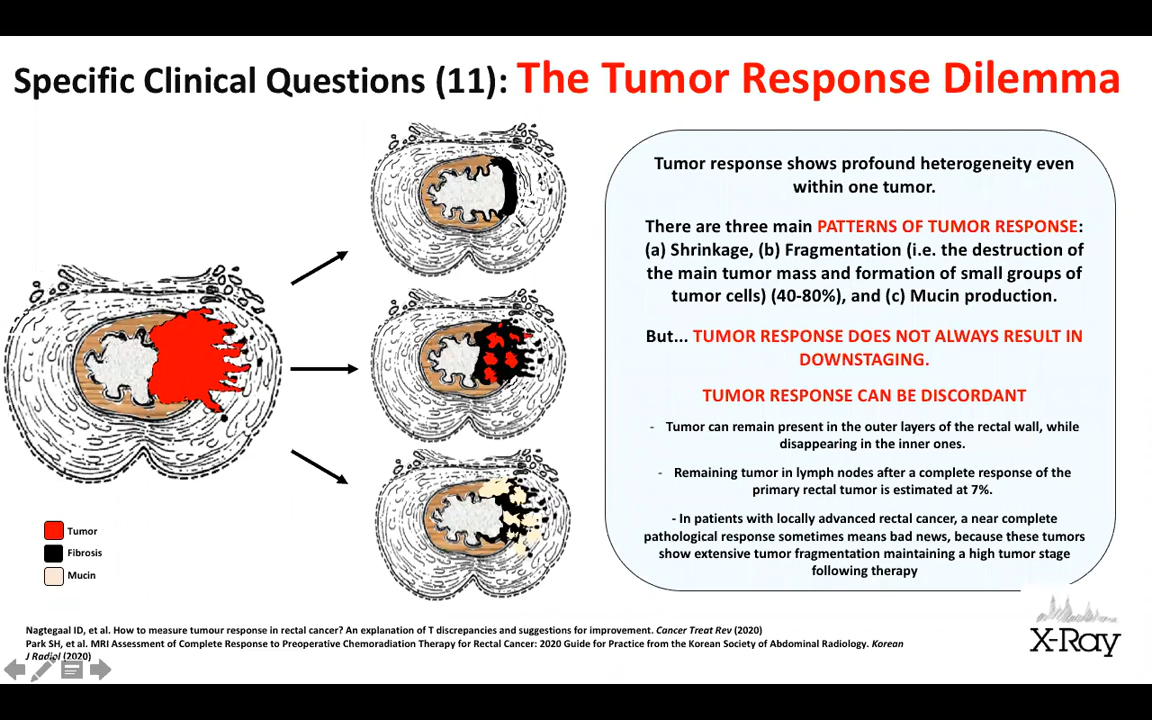 Specific Clinical Questions (11): The Tumor Response Dilemma
Tumor response shows profound heterogeneity even
within one tumor.
There are three main PATTERNS OF TUMOR RESPONSE:
(a) Shrinkage, (b) Fragmentation (i.e. the destruction of
the main tumor mass and formation of small groups of
tumor cells) (40-80%), and (c) Mucin production.
But... TUMOR RESPONSE DOES NOT ALWAYS RESULT IN
DOWNSTAGING.
TUMOR RESPONSE CAN BE DISCORDANT
- Tumor can remain present in the outer layers of the rectal wall, while
disappearing in the inner ones.
- Remaining tumor in lymph nodes after a complete response of the
primary rectal tumor is estimated at 7%.
- In patients with locally advanced rectal cancer, a near complete
pathological response sometimes means bad news, because these tumors
show extensive tumor fragmentation maintaining a high tumor stage
following therapy
Tumor
Fibrosis
Mucin
Nagtegaal ID, et al. How to measure tumour response in rectal cancer? An explanation of T discrepancies and suggestions for improvement. Cancer Treat Rev (2020)
Park SH, et al. MRI Assessment of Complete Response to Preoperative Chemoradiation Therapy for Rectal Cancer: 2020 Guide for Practice from the Korean Society of Abdominal Radiology. Korean
J Radiol (2020)
X-Ray